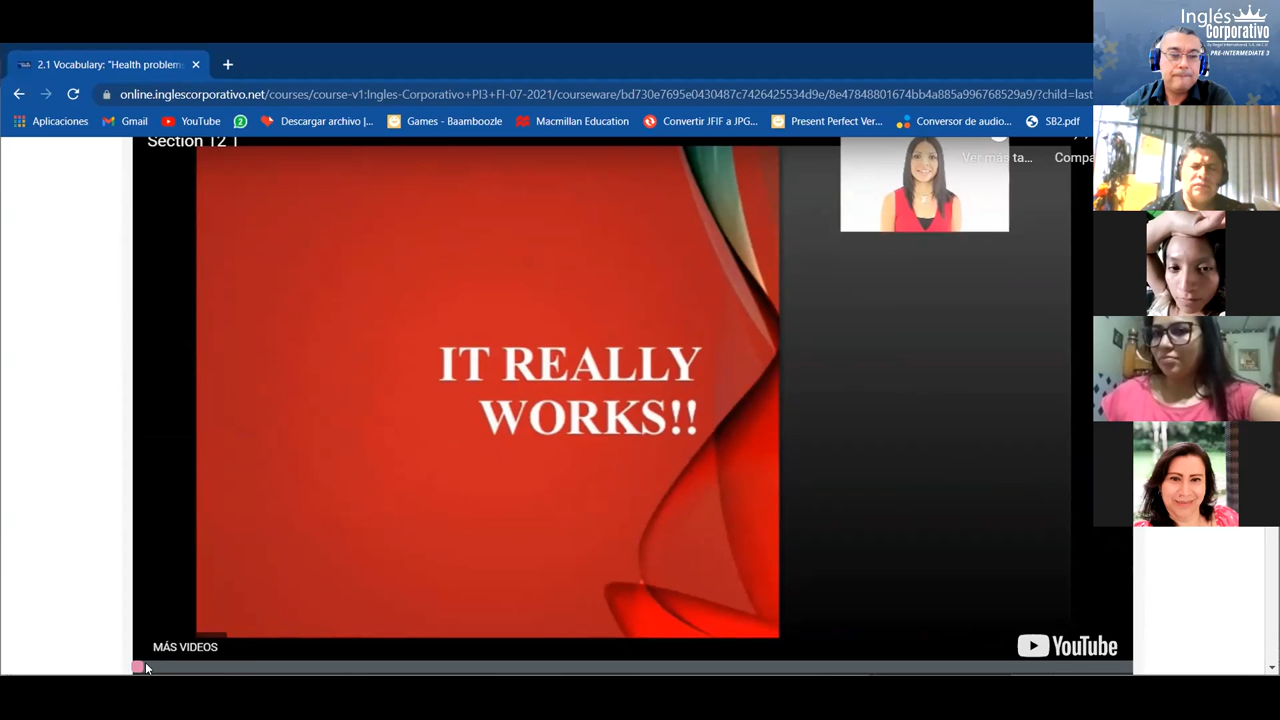 Inglés
Corporativo
PRE-INTERMEDIATE 3
2.1 Vocabulary: "Health problem
online.inglescorporativo.net/courses/course-v1:Ingles-Corporativo+PI3+FI-07-2021/courseware/bd730e7695e0430487c7426425534d9e/8e47848801674bb4a885a996768529a9/?child=last
Aplicaciones Gmail YouTube 2 Descargar archivo |... Games - Baamboozle Macmillan Education Convertir JFIF a JPG... Present Perfect Ver... Conversor de audio... SB2.pdf
Section 12 1
Ver más ta... Compa
IT REALLY
WORKS!!
MÁS VIDEOS
YouTube